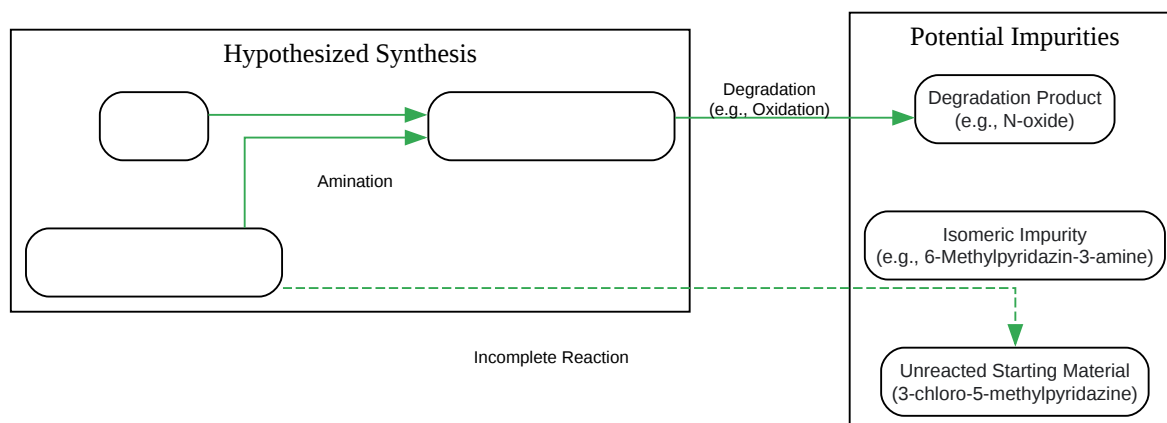 Hypothesized Synthesis
Amination
Incomplete Reaction
Degradation
(e.g., Oxidation)
Potential Impurities
Degradation Product
(e.g., N-oxide)
Isomeric Impurity
(e.g., 6-Methylpyridazin-3-amine)
Unreacted Starting Material
(3-chloro-5-methylpyridazine)